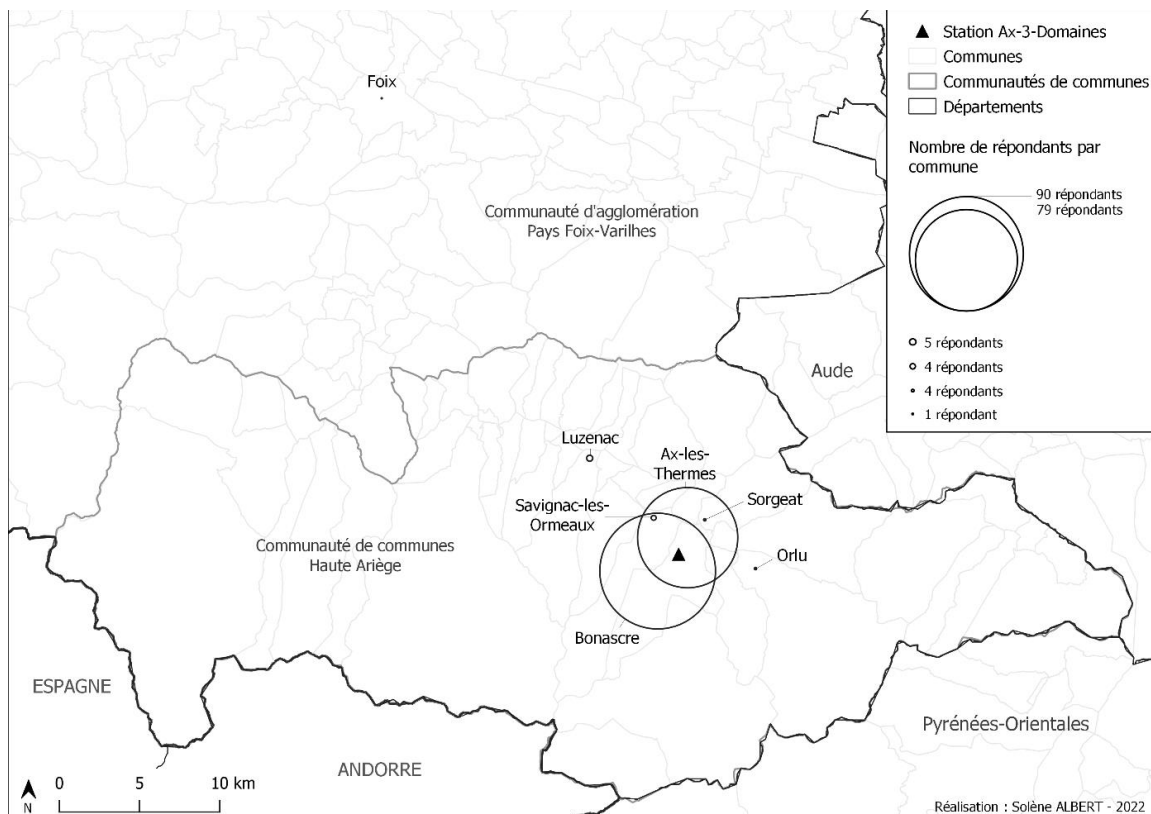 Foix
Communauté d'agglomération
Pays Foix-Varilhes
Aude
Luzenac
Ax-les-
Thermes
Savignac-les-
Ormeaux
Sorgeat
Communauté de communes
Haute Ariège
Orlu
Bonascre
ESPAGNE
Pyrénées-Orientales
ANDORRE
N
0 5 10 km
Station Ax-3-Domaines
Communes
Communautés de communes
Départements
Nombre de répondants par
commune
90 répondants
79 répondants
5 répondants
4 répondants
4 répondants
1 répondant
Réalisation : Solène ALBERT - 2022